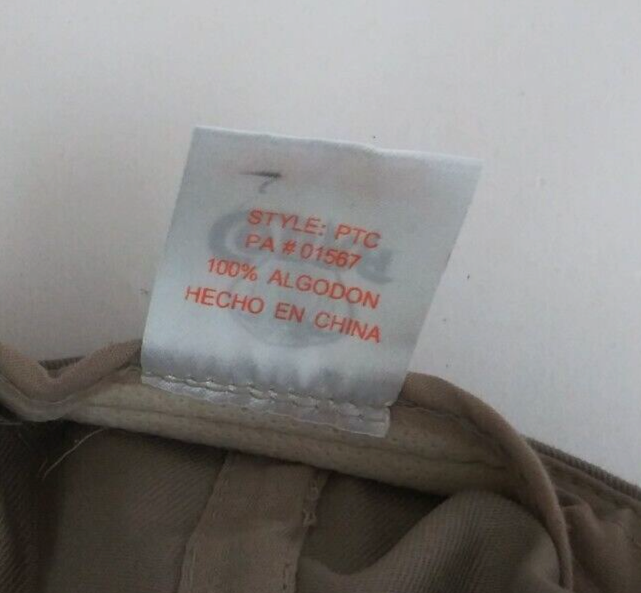 STYLE: PTC
PA # 01567
100% ALGODON
HECHO EN CHINA